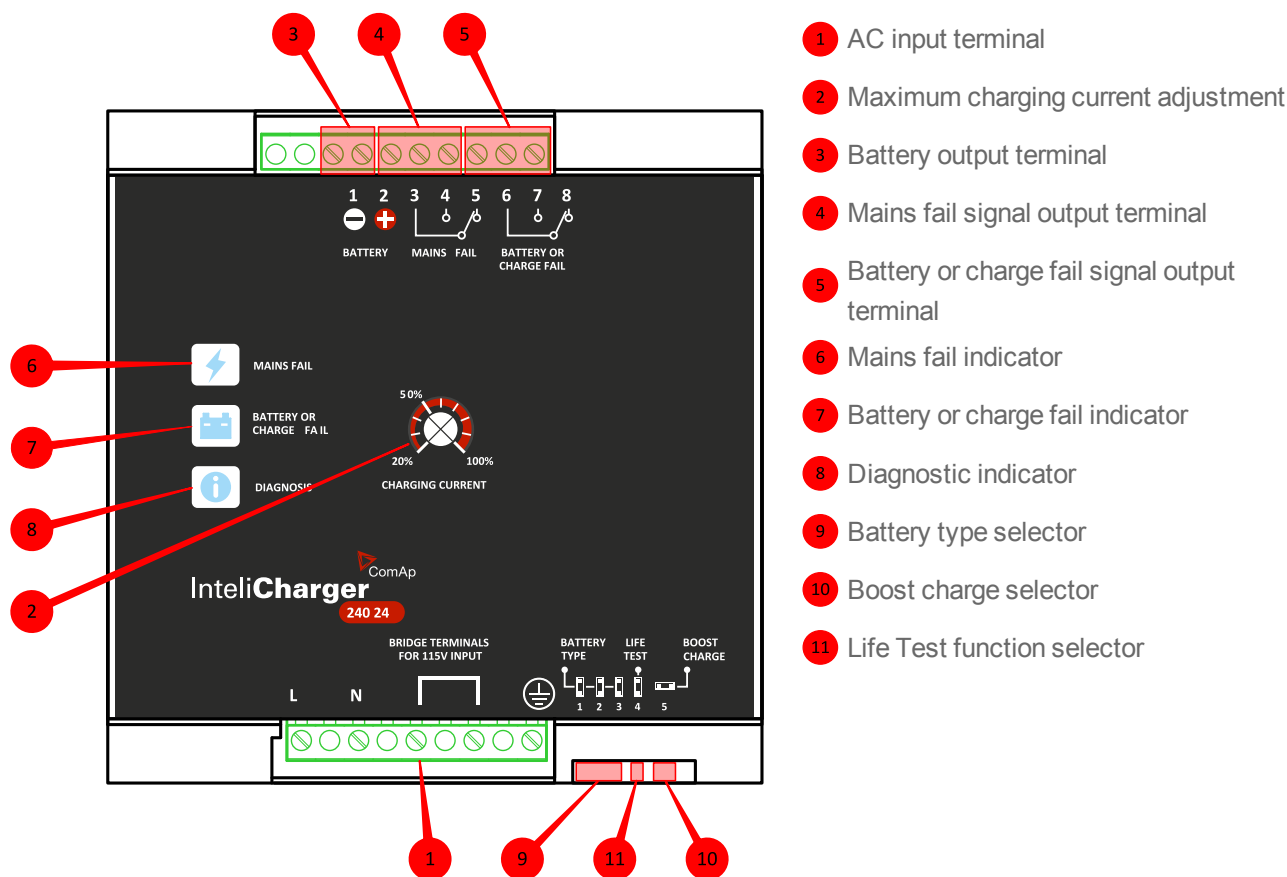 3
4
5
1 2 3 4 5 6 7 8
BATTERY
MAINS FAIL
BATTERY OR
CHARGE FAIL
6
MAINS FAIL
7
BATTERY OR
CHARGE FA IL
8
DIAGNOSIS
2
50%
20%
100%
CHARGING CURRENT
ComAp
InteliCharger
240 24
BRIDGE TERMINALS
FOR 115V INPUT
BATTERY
TYPE
LIFE
TEST
BOOST
CHARGE
1 2 3 4 5
L N
1
9
11
10
1 AC input terminal
2 Maximum charging current adjustment
3 Battery output terminal
4 Mains fail signal output terminal
5 Battery or charge fail signal output
terminal
6 Mains fail indicator
7 Battery or charge fail indicator
8 Diagnostic indicator
9 Battery type selector
10 Boost charge selector
11 Life Test function selector